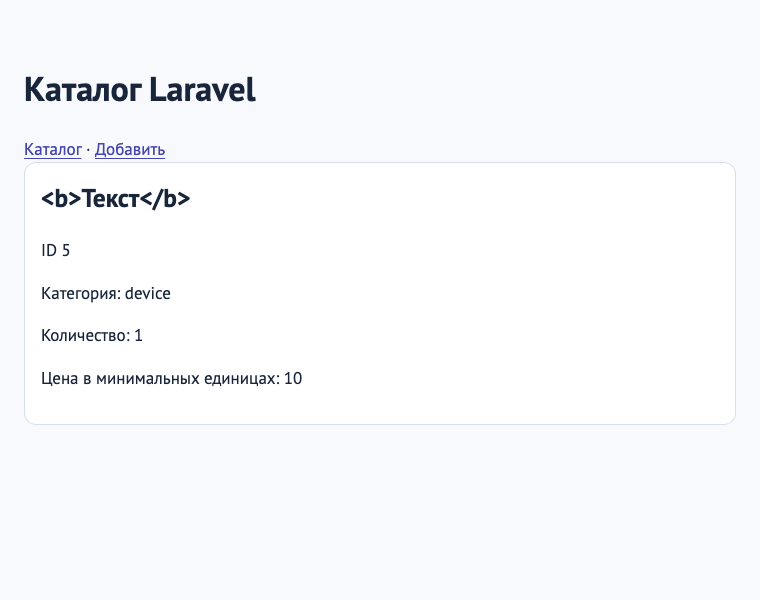 Каталог Laravel
Каталог · Добавить
<b>Текст</b>
ID 5
Категория: device
Количество: 1
Цена в минимальных единицах: 10